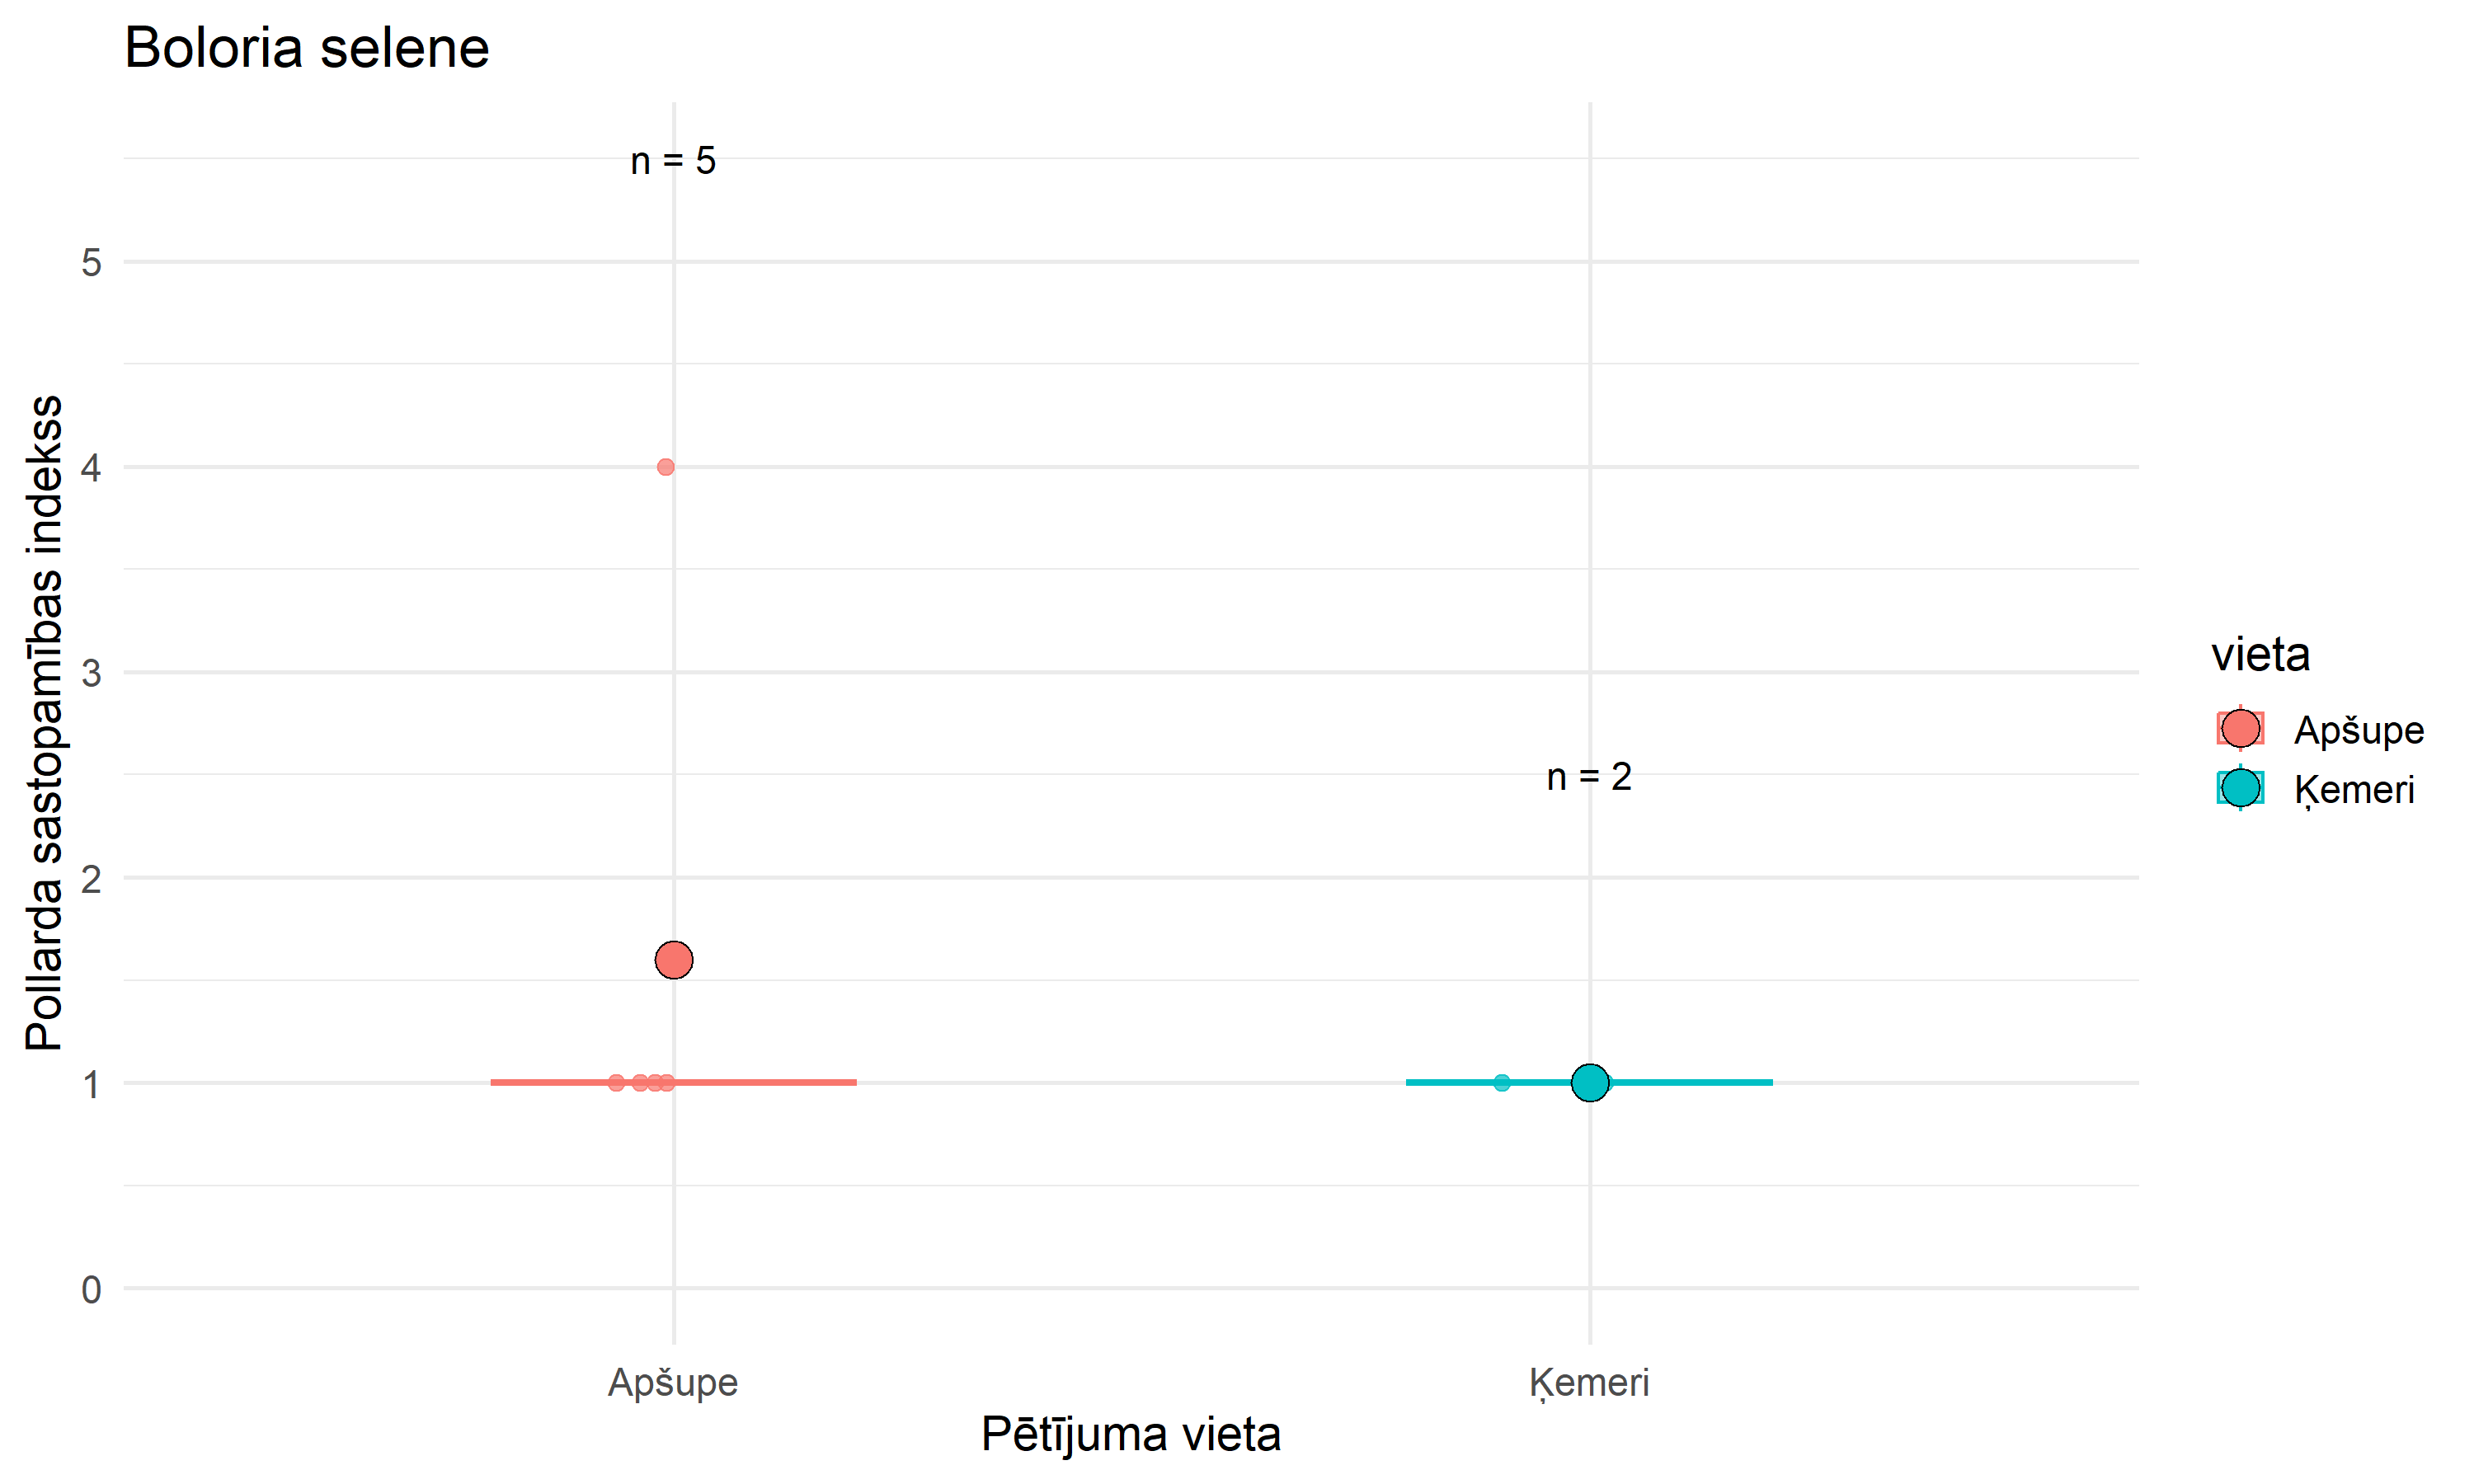 Boloria selene
n = 5
5
4
3
2
1
0
n = 2
Pollarda sastopamības indekss
Apšupe
Ķemeri
Pētījuma vieta
vieta
Apšupe
Ķemeri